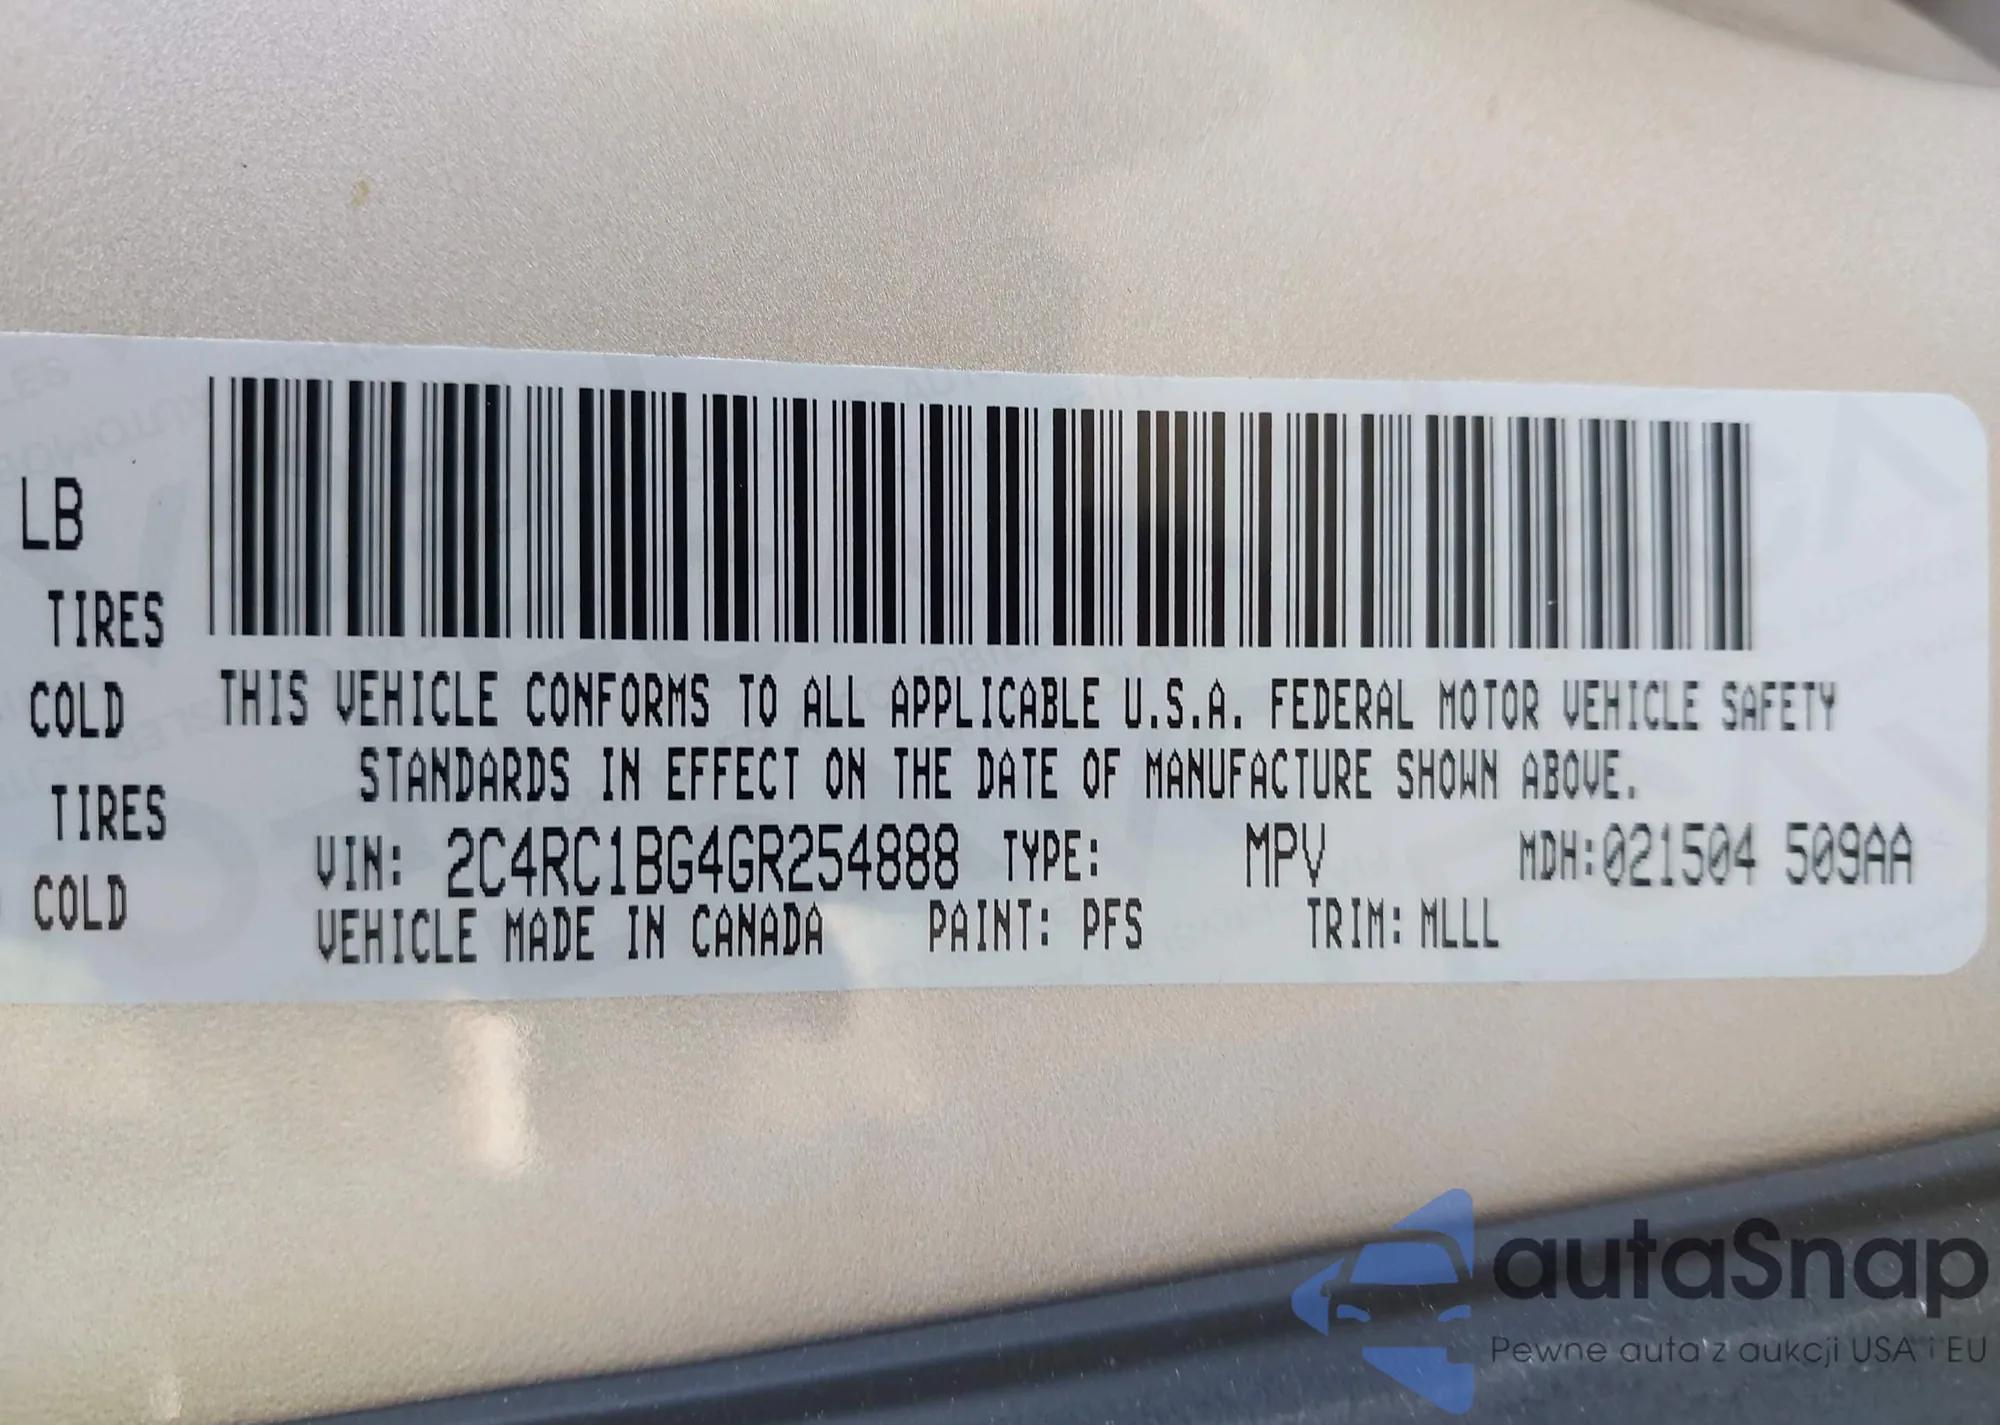 LB
TIRES
COLD
TIRES
COLD
THIS VEHICLE CONFORMS TO ALL APPLICABLE U.S.A. FEDERAL MOTOR VEHICLE SAFETY
STANDARDS IN EFFECT ON THE DATE OF MANUFACTURE SHOWN ABOVE.
VIN: 2C4RC1BG4GR254888 TYPE: MPV MDH:021504 509AA
VEHICLE MADE IN CANADA PAINT: PFS TRIM: MLLL
autaSnap
Pewne auta z aukcji USA i EU